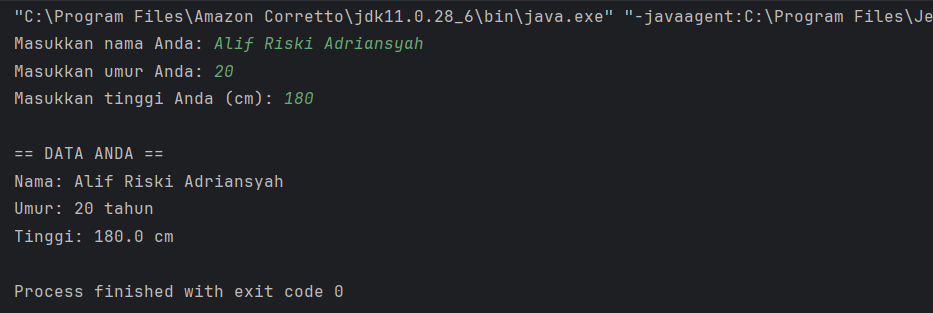 "C:\Program Files\Amazon Corretto\jdk11.0.28_6\bin\java.exe" "-javaagent:C:\Program Files\Je
Masukkan nama Anda: Alif Riski Adriansyah
Masukkan umur Anda: 20
Masukkan tinggi Anda (cm): 180
== DATA ANDA ==
Nama: Alif Riski Adriansyah
Umur: 20 tahun
Tinggi: 180.0 cm
Process finished with exit code 0